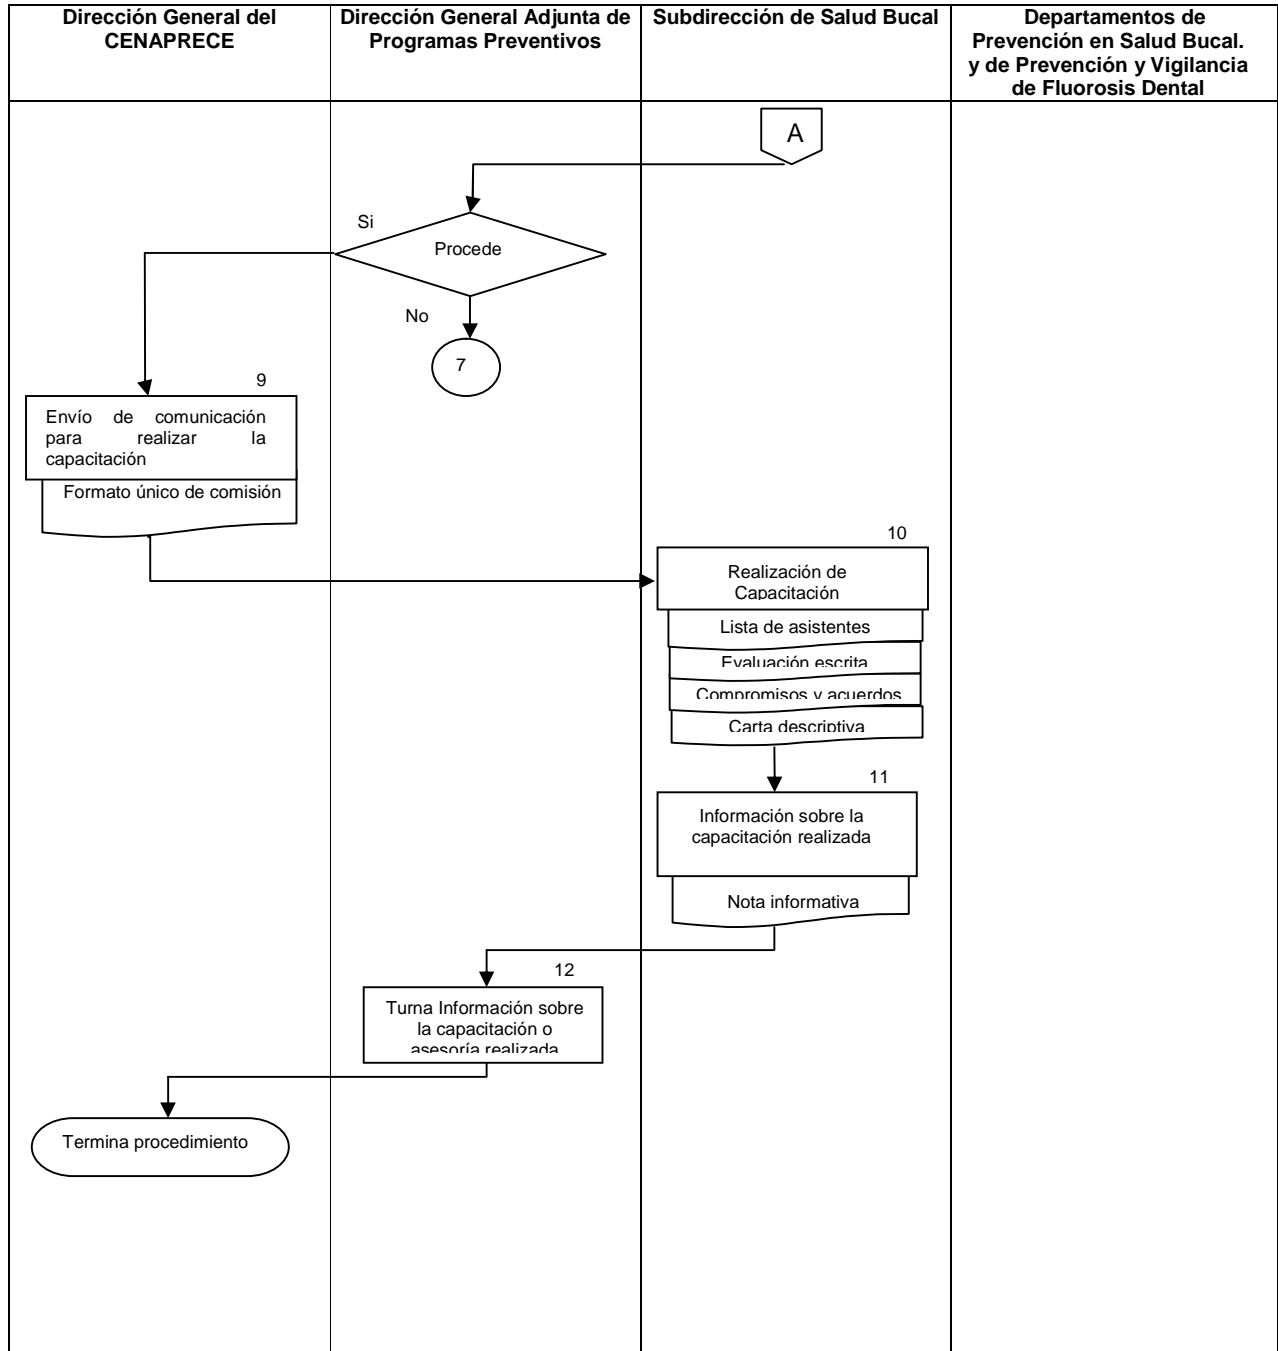 Dirección General del
CENAPRECE
Dirección General Adjunta de
Programas Preventivos
Subdirección de Salud Bucal
Departamentos de
Prevención en Salud Bucal.
y de Prevención y Vigilancia
de Fluorosis Dental
A
Si
Procede
No
7
9
Envío de comunicación
para realizar la
capacitación
Formato único de comisión
10
Realización de
Capacitación
Lista de asistentes
Evaluación escrita
Compromisos y acuerdos
Carta descriptiva
11
Información sobre la
capacitación realizada
Nota informativa
12
Turna Información sobre
la capacitación o
asesoría realizada
Termina procedimiento